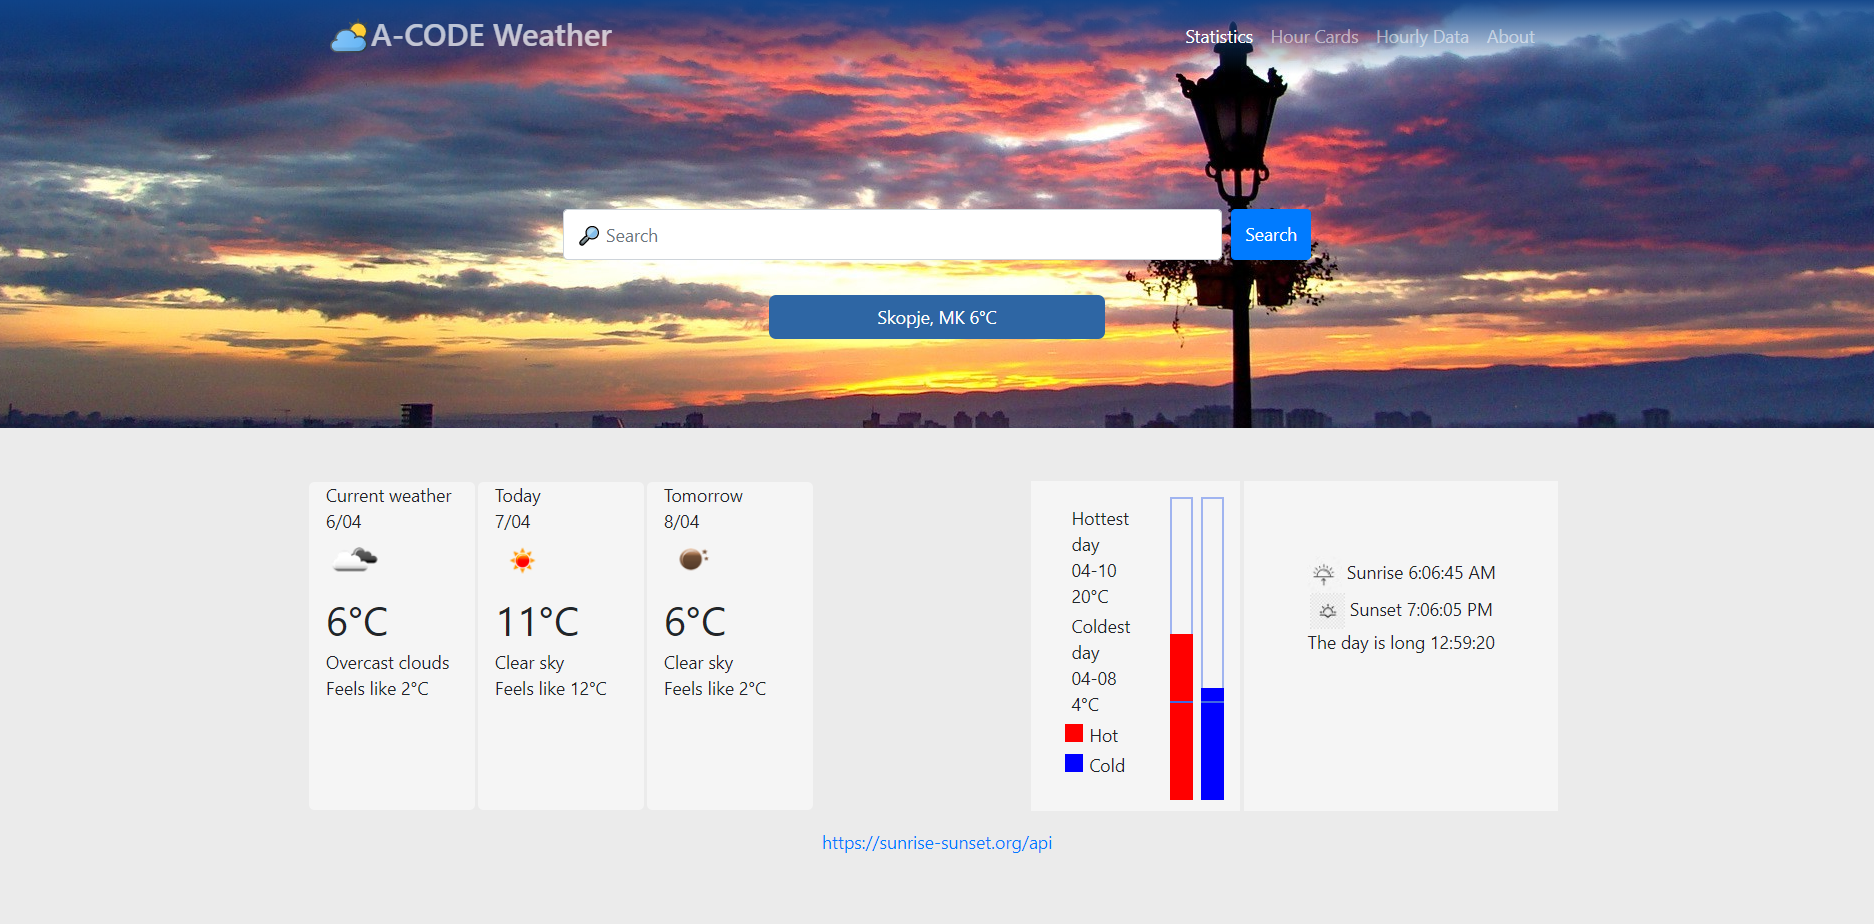 A-CODE Weather
Statistics Hour Cards Hourly Data About
Search
Search
Skopje, MK 6°C
Current weather
6/04
6°C
Overcast clouds
Feels like 2°C
Today
7/04
11°C
Clear sky
Feels like 12°C
Tomorrow
8/04
6°C
Clear sky
Feels like 2°C
Hottest
day
04-10
20°C
Coldest
day
04-08
4°C
Hot
Cold
Sunrise 6:06:45 AM
Sunset 7:06:05 PM
The day is long 12:59:20
https://sunrise-sunset.org/api